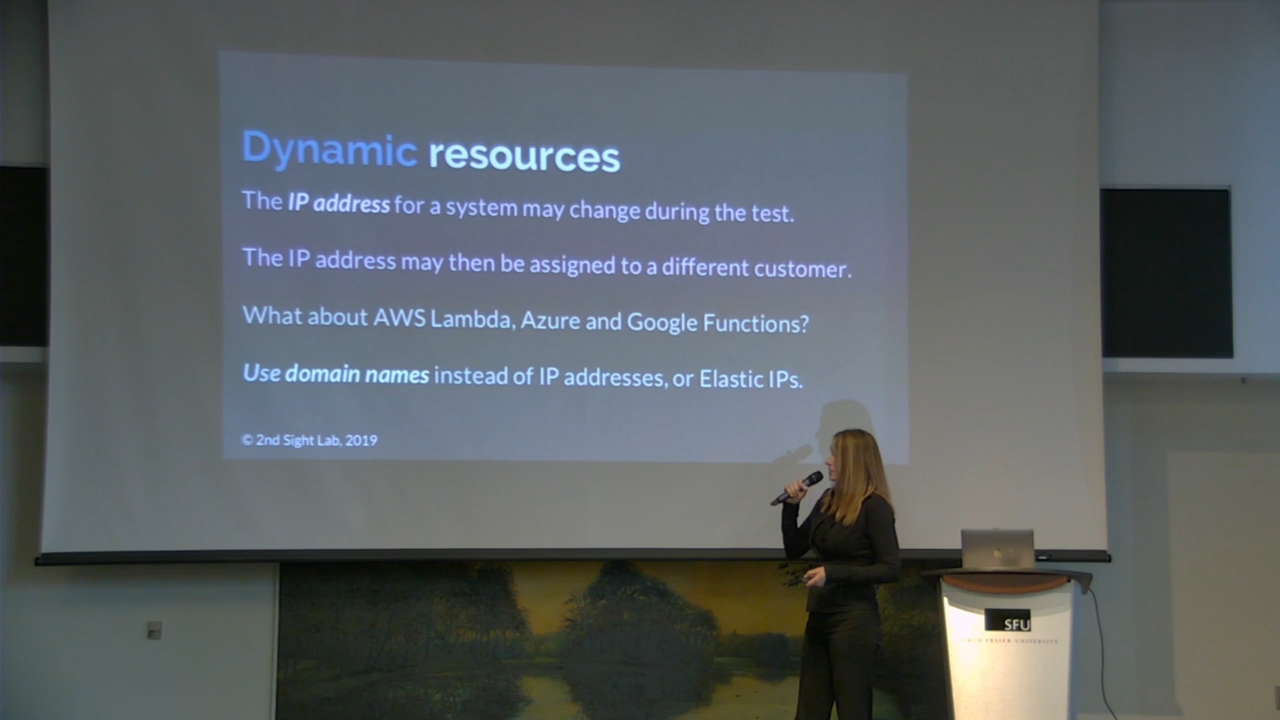 Dynamic resources
The IP address for a system may change during the test.
The IP address may then be assigned to a different customer.
What about AWS Lambda, Azure and Google Functions?
Use domain names instead of IP addresses, or Elastic IPs.
© 2nd Sight Lab, 2019
SFU
FRASER UNIVERSITY